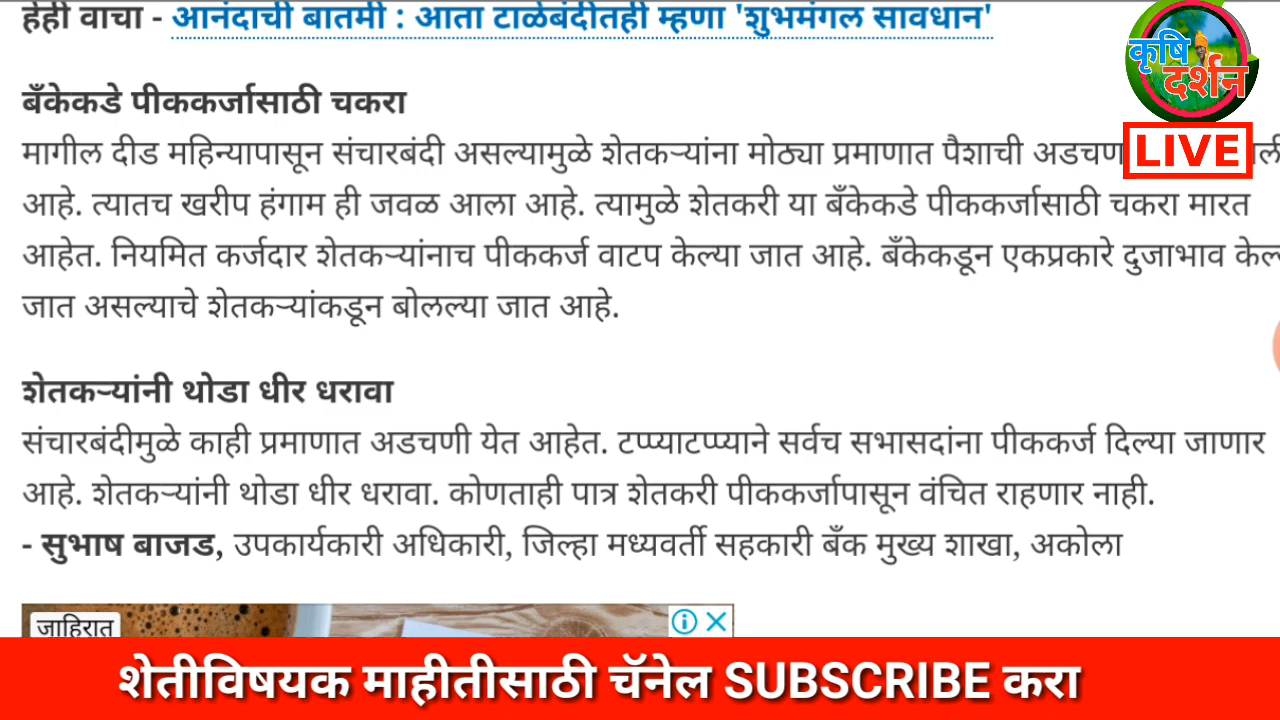 हेही वाचा - आनंदाची बातमी : आता टाळेबंदीतही म्हणा 'शुभमंगल सावधान'
कृषि
दर्शन
LIVE
बँकेकडे पीककर्जासाठी चकरा
मागील दीड महिन्यापासून संचारबंदी असल्यामुळे शेतकऱ्यांना मोठ्या प्रमाणात पैशाची अडचण
आहे. त्यातच खरीप हंगाम ही जवळ आला आहे. त्यामुळे शेतकरी या बँकेकडे पीककर्जासाठी चकरा मारत
आहेत. नियमित कर्जदार शेतकऱ्यांनाच पीककर्ज वाटप केल्या जात आहे. बँकेकडून एकप्रकारे दुजाभाव
जात असल्याचे शेतकऱ्यांकडून बोलल्या जात आहे.
शेतकऱ्यांनी थोडा धीर धरावा
संचारबंदीमुळे काही प्रमाणात अडचणी येत आहेत. टप्प्याटप्प्याने सर्वच सभासदांना पीककर्ज दिल्या जाणार
आहे. शेतकऱ्यांनी थोडा धीर धरावा. कोणताही पात्र शेतकरी पीककर्जापासून वंचित राहणार नाही.
- सुभाष बाजड, उपकार्यकारी अधिकारी, जिल्हा मध्यवर्ती सहकारी बँक मुख्य शाखा, अकोला
जाहिरात
शेतीविषयक माहीतीसाठी चॅनेल SUBSCRIBE करा